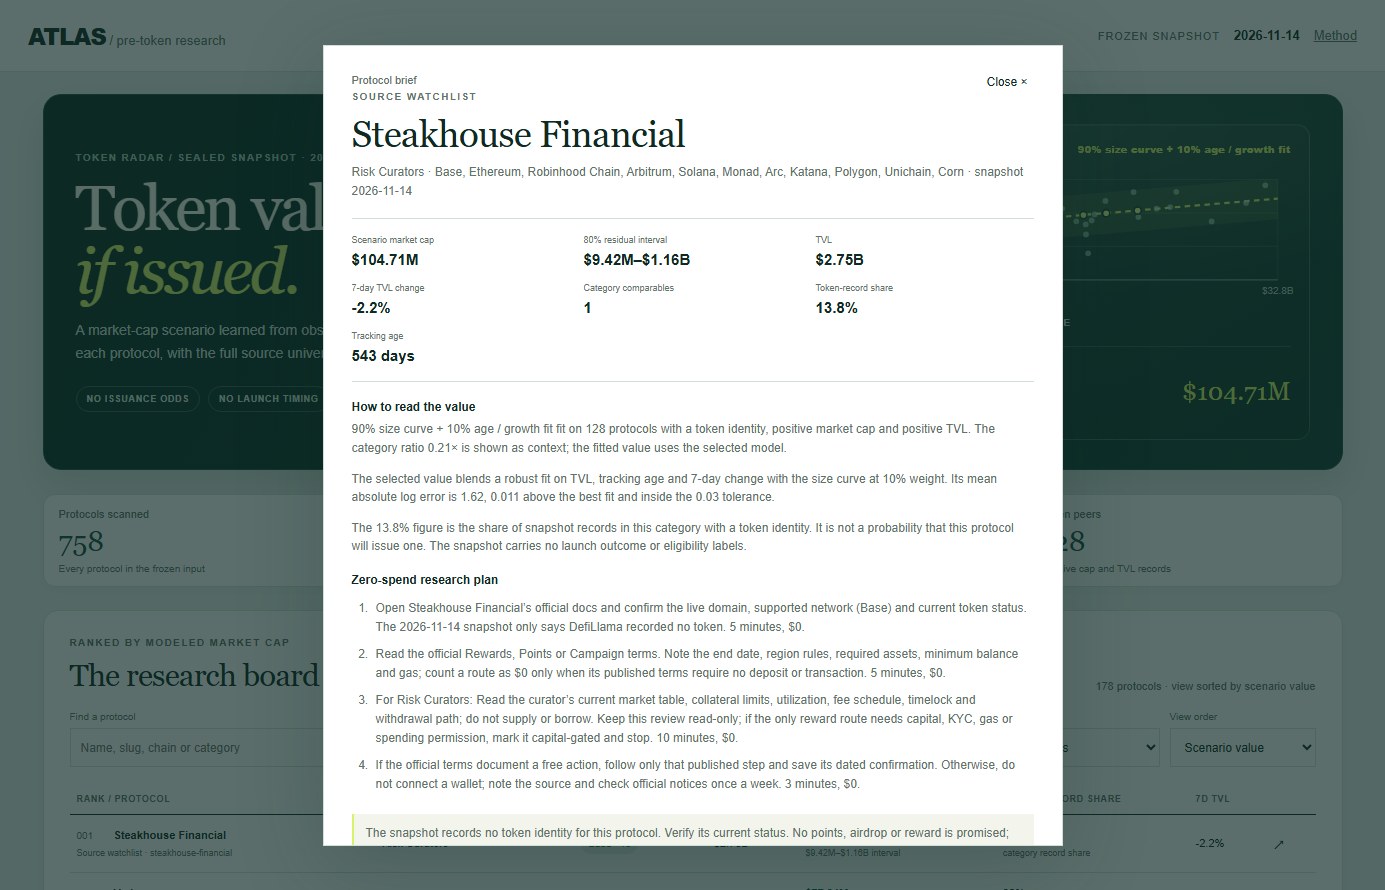 ATLAS / pre-token research
FROZEN SNAPSHOT 2026-11-14 Method
TOKEN RADAR / SEALED SNAPSHOT · 20
Token val
if issued.
A market-cap scenario learned from obs
each protocol, with the full source univer
NO ISSUANCE ODDS NO LAUNCH TIMING
90% size curve + 10% age / growth fit
$32.8B
$104.71M
Protocol brief
Close ×
SOURCE WATCHLIST
Steakhouse Financial
Risk Curators · Base, Ethereum, Robinhood Chain, Arbitrum, Solana, Monad, Arc, Katana, Polygon, Unichain, Corn · snapshot
2026-11-14
Scenario market cap 80% residual interval TVL
$104.71M $9.42M–$1.16B $2.75B
7-day TVL change Category comparables Token-record share
-2.2% 1 13.8%
Tracking age
543 days
How to read the value
90% size curve + 10% age / growth fit fit on 128 protocols with a token identity, positive market cap and positive TVL. The
category ratio 0.21× is shown as context; the fitted value uses the selected model.
The selected value blends a robust fit on TVL, tracking age and 7-day change with the size curve at 10% weight. Its mean
absolute log error is 1.62, 0.011 above the best fit and inside the 0.03 tolerance.
The 13.8% figure is the share of snapshot records in this category with a token identity. It is not a probability that this protocol
will issue one. The snapshot carries no launch outcome or eligibility labels.
Zero-spend research plan
1. Open Steakhouse Financial's official docs and confirm the live domain, supported network (Base) and current token status.
The 2026-11-14 snapshot only says DefiLlama recorded no token. 5 minutes, $0.
2. Read the official Rewards, Points or Campaign terms. Note the end date, region rules, required assets, minimum balance
and gas; count a route as $0 only when its published terms require no deposit or transaction. 5 minutes, $0.
3. For Risk Curators: Read the curator's current market table, collateral limits, utilization, fee schedule, timelock and
withdrawal path; do not supply or borrow. Keep this review read-only; if the only reward route needs capital, KYC, gas or
spending permission, mark it capital-gated and stop. 10 minutes, $0.
4. If the official terms document a free action, follow only that published step and save its dated confirmation. Otherwise, do
not connect a wallet; note the source and check official notices once a week. 3 minutes, $0.
The snapshot records no token identity for this protocol. Verify its current status. No points, airdrop or reward is promised;
Protocols scanned
758
Every protocol in the frozen input
n peers
28
ive cap and TVL records
RANKED BY MODELED MARKET CAP
The research board
178 protocols · view sorted by scenario value
Find a protocol
View order
Name, slug, chain or category
s
Scenario value
RANK / PROTOCOL
ORD SHARE
7D TVL
001 Steakhouse Financial
-2.2% ↗
Source watchlist · steakhouse-financial
$9.42M–$1.16B interval
category record share